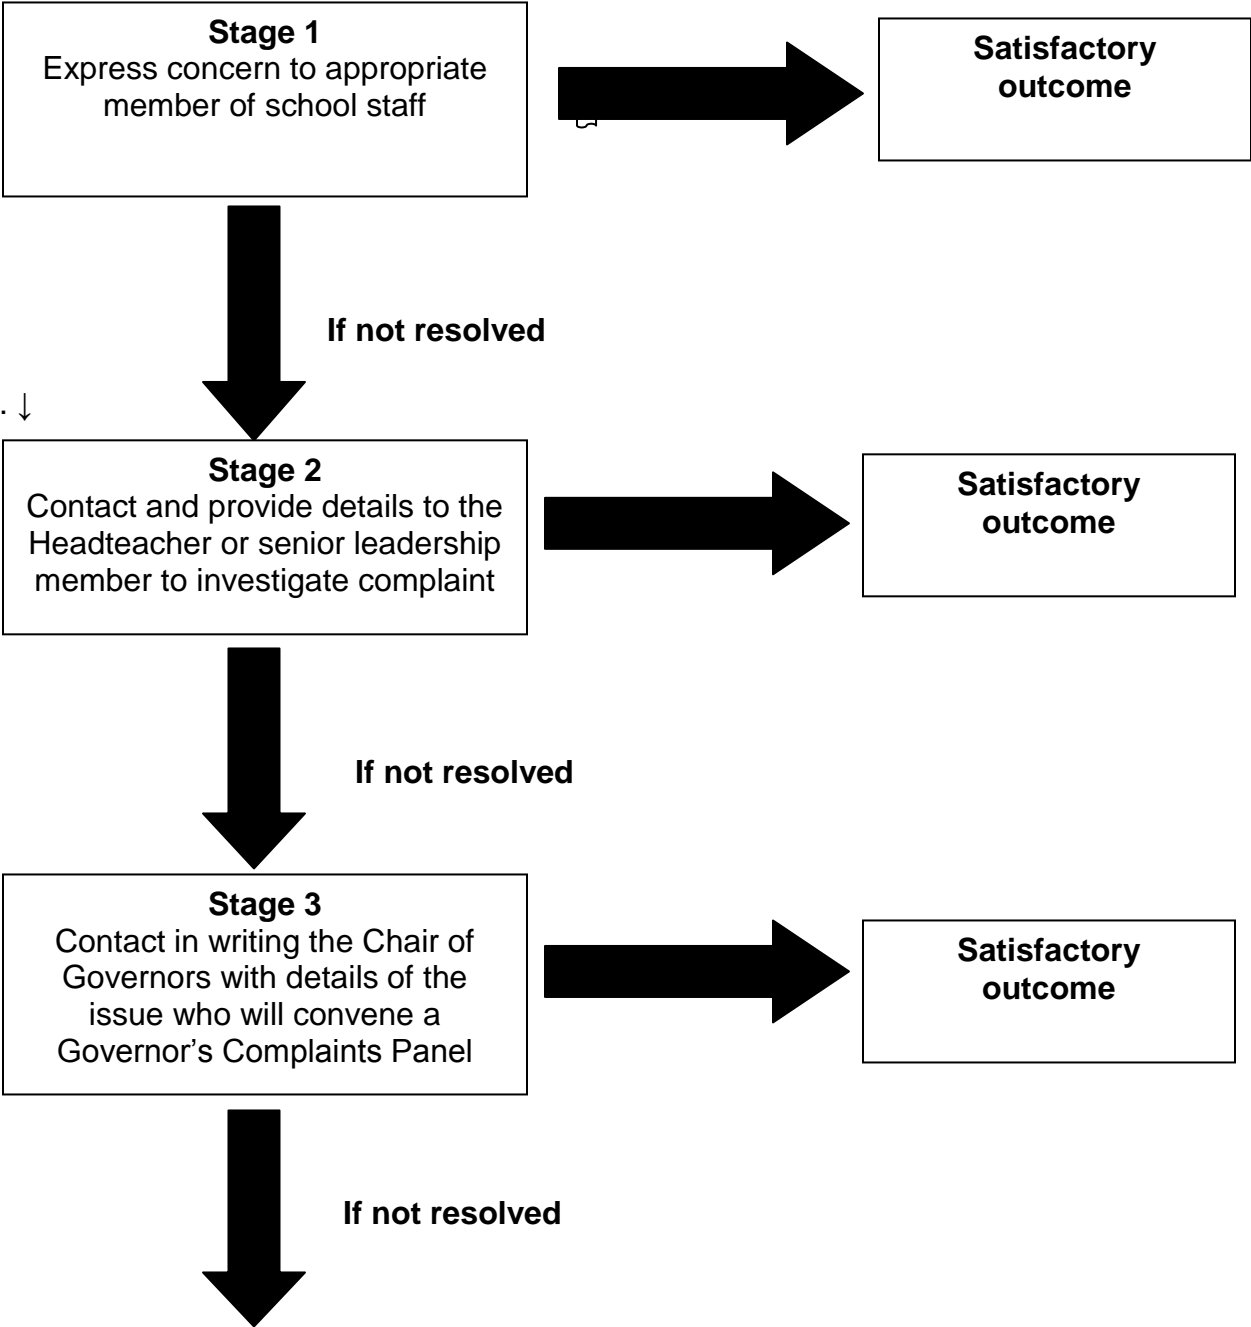 Stage 1
Express concern to appropriate
member of school staff
Satisfactory
outcome
If not resolved
. ↓
Stage 2
Contact and provide details to the
Headteacher or senior leadership
member to investigate complaint
Satisfactory
outcome
If not resolved
Stage 3
Contact in writing the Chair of
Governors with details of the
issue who will convene a
Governor’s Complaints Panel
Satisfactory
outcome
If not resolved